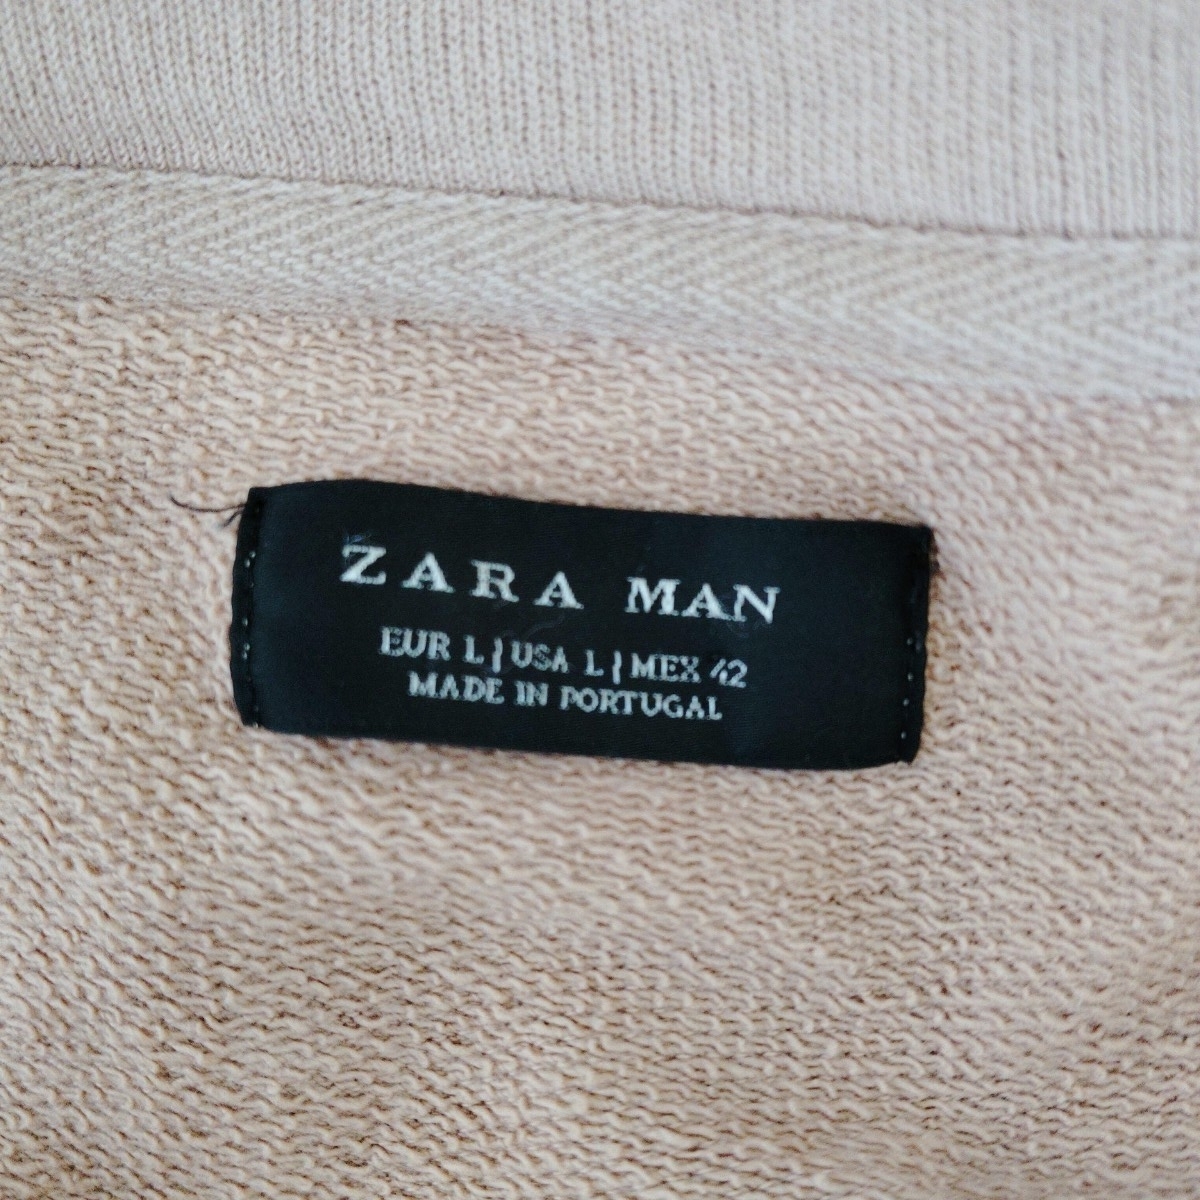 ZARA MAN
EUR L | USA L | MEX 42
MADE IN PORTUGAL